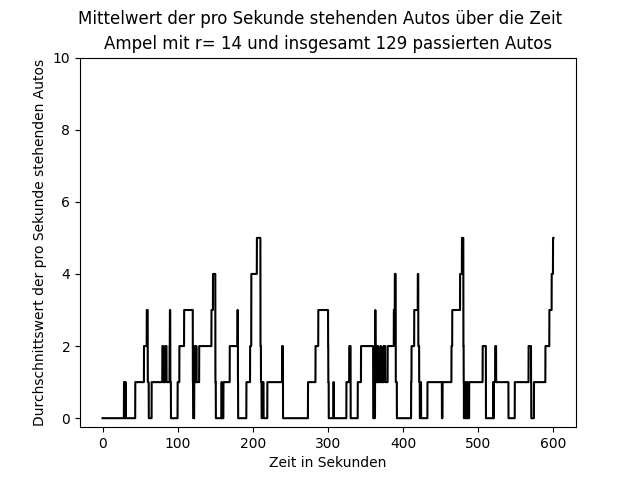 Mittelwert der pro Sekunde stehenden Autos über die Zeit
Ampel mit r= 14 und insgesamt 129 passierten Autos
Durchschnittswert der pro Sekunde stehenden Autos
10
8
6
4
2
0
0 100 200 300 400 500 600
Zeit in Sekunden